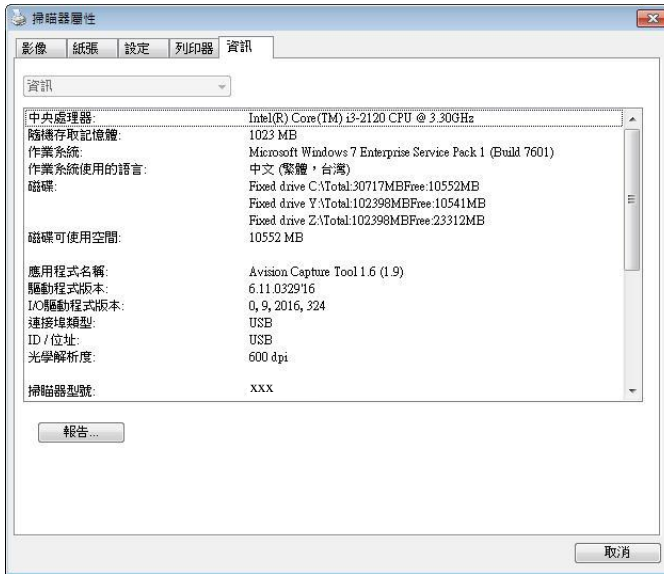 掃瞄器屬性
影像 紙張 設定 列印器 資訊
資訊
中央處理器: Intel(R) Core(TM) i3-2120 CPU @ 3.30GHz
隨機存取記憶體: 1023 MB
作業系統: Microsoft Windows 7 Enterprise Service Pack 1 (Build 7601)
作業系統使用的語言: 中文 (繁體，台灣)
磁碟: Fixed drive C:\Total:30717MBFree:10552MB
Fixed drive Y:\Total:102398MBFree:10541MB
Fixed drive Z:\Total:102398MBFree:23312MB
磁碟可使用空間: 10552 MB
應用程式名稱: Avision Capture Tool 1.6 (1.9)
驅動程式版本: 6.11.0329'16
I/O驅動程式版本: 0, 9, 2016, 324
連接埠類型: USB
ID / 位址: USB
光學解析度: 600 dpi
掃瞄器型號: xxx
報告...
取消